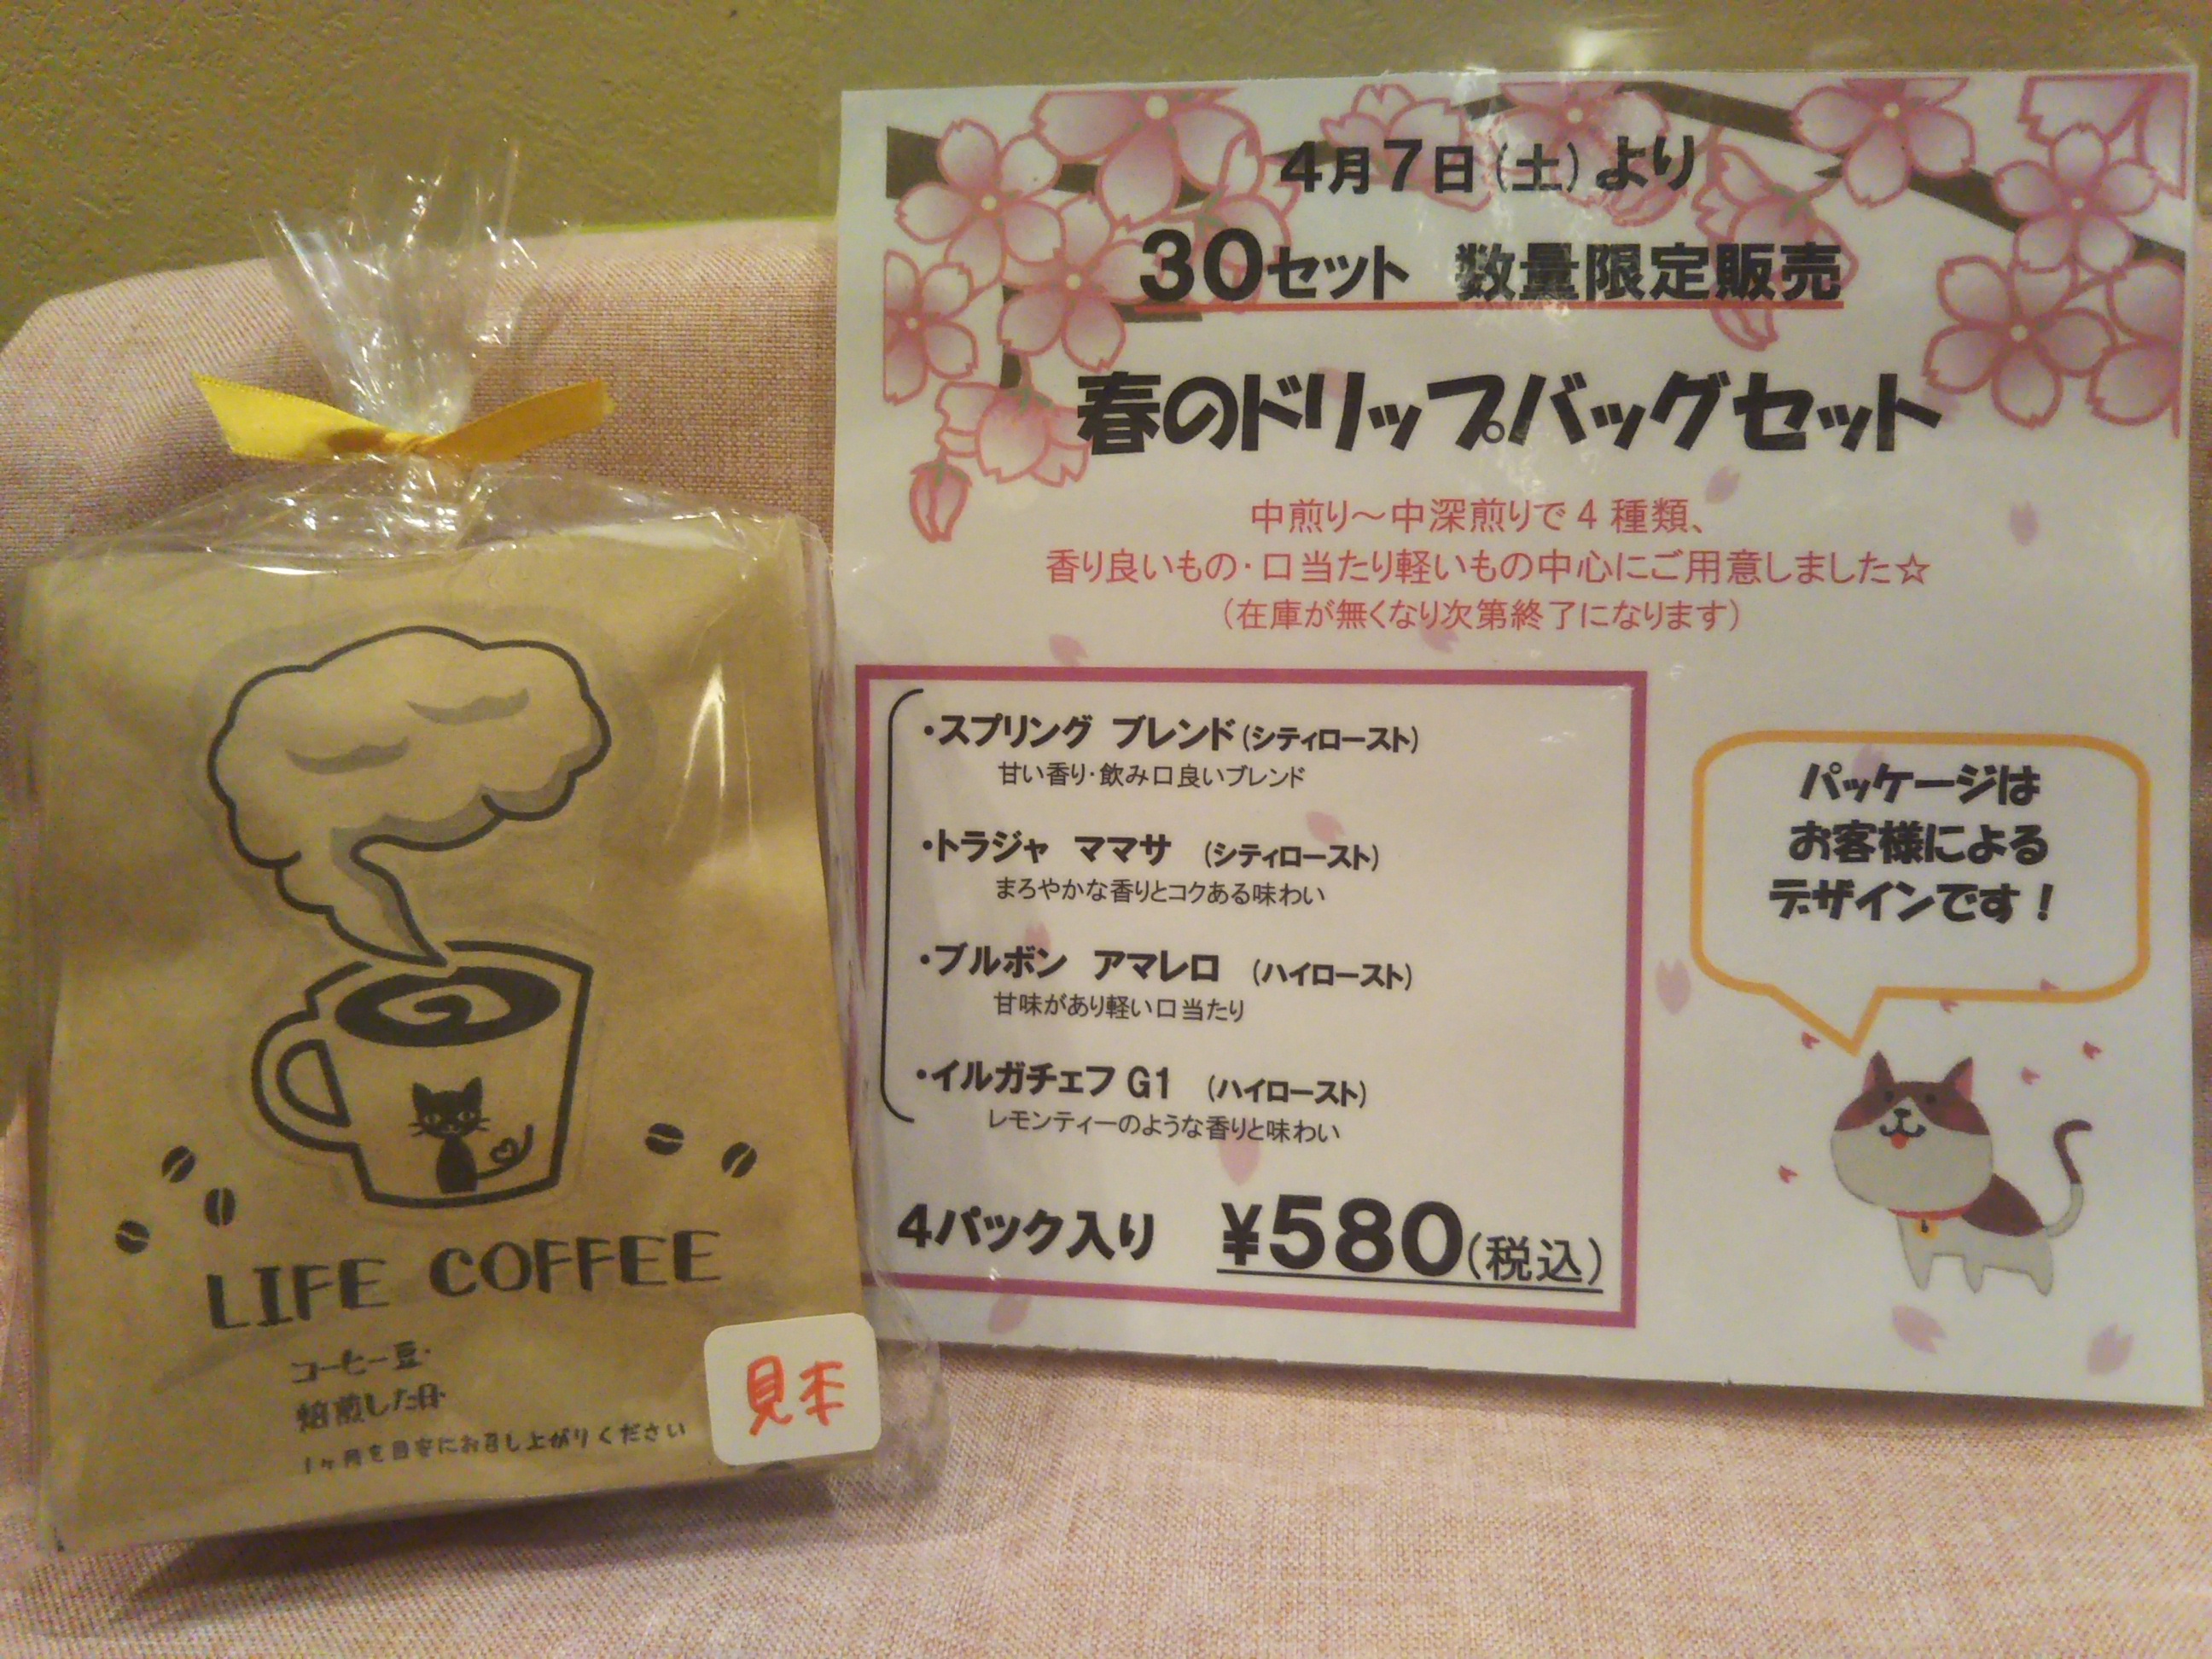 4月7日(土)より
30セット 数量限定販売
春のドリップバッグセット
中煎り～中深煎りで4種類、
香り良いもの・口当たり軽いもの中心にご用意しました☆
(在庫が無くなり次第終了になります)
・スプリング ブレンド(シティロースト)
甘い香り・飲み口良いブレンド
・トラジャ ママサ (シティロースト)
まろやかな香りとコクある味わい
・ブルボン アマレロ (ハイロースト)
甘味があり軽い口当たり
・イルガチェフG1 (ハイロースト)
レモンティーのような香りと味わい
4パック入り ¥580(税込)
パッケージは
お客様による
デザインです！
LIFE COFFEE
コーヒー豆・
焙煎した日・
1ヶ月を目安にお召し上がりください
見本